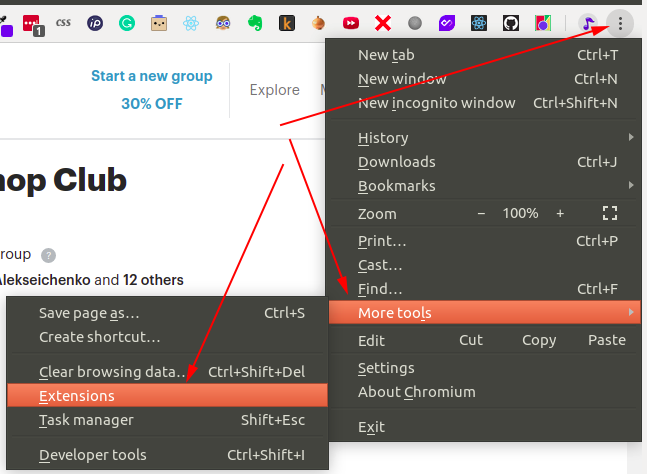 1
css
ip
New tab Ctrl+T
Start a new group
New window Ctrl+N
30% OFF
Explore
New incognito window Ctrl+Shift+N
History
Downloads Ctrl+J
Bookmarks
op Club
Zoom – 100% +
Print... Ctrl+P
roup ?
Cast...
Alekseichenko and 12 others
Find... Ctrl+F
More tools
Edit Cut Copy Paste
Settings
About Chromium
Exit
Save page as... Ctrl+S
Create shortcut...
Clear browsing data... Ctrl+Shift+Del
Extensions
Task manager Shift+Esc
Developer tools Ctrl+Shift+I